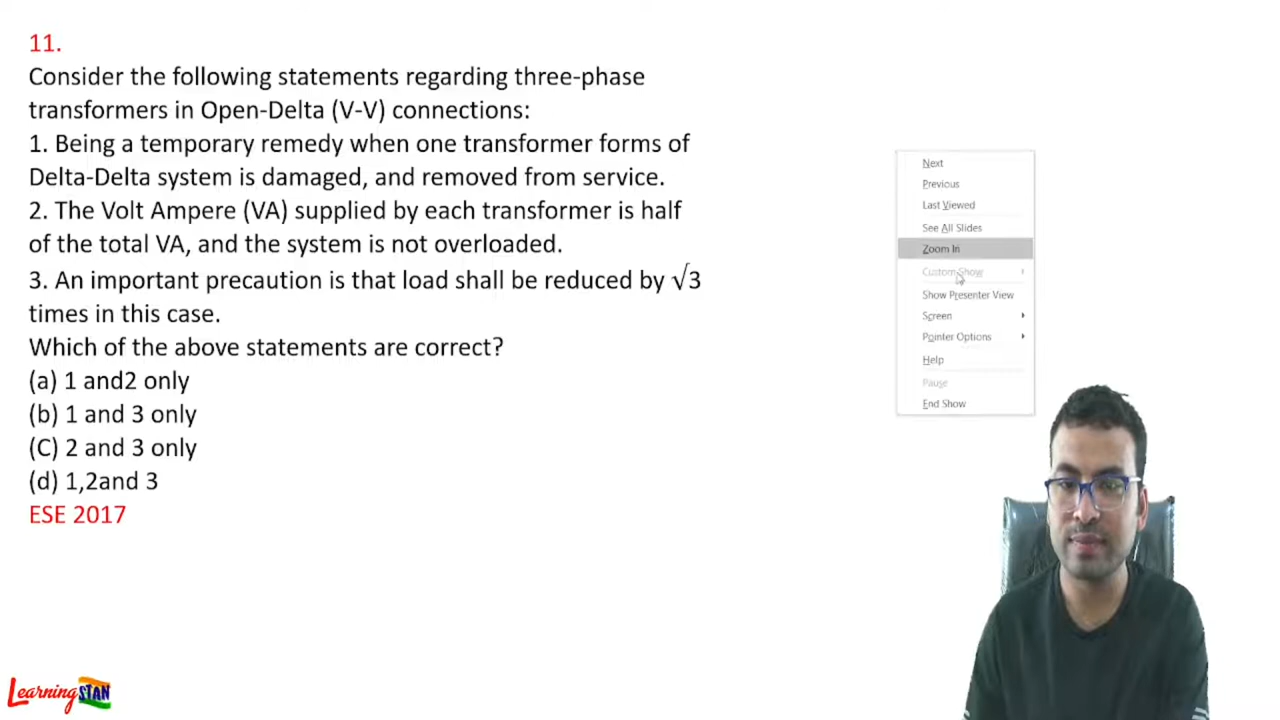 11.
Consider the following statements regarding three-phase
transformers in Open-Delta (V-V) connections:
1. Being a temporary remedy when one transformer forms of
Delta-Delta system is damaged, and removed from service.
2. The Volt Ampere (VA) supplied by each transformer is half
of the total VA, and the system is not overloaded.
3. An important precaution is that load shall be reduced by √3
times in this case.
Which of the above statements are correct?
(a) 1 and2 only
(b) 1 and 3 only
(C) 2 and 3 only
(d) 1,2and 3
ESE 2017
Next
Previous
Last Viewed
See All Slides
Zoom In
Custom Show
Show Presenter View
Screen
Pointer Options
Help
Pause
End Show
LearningSTAN